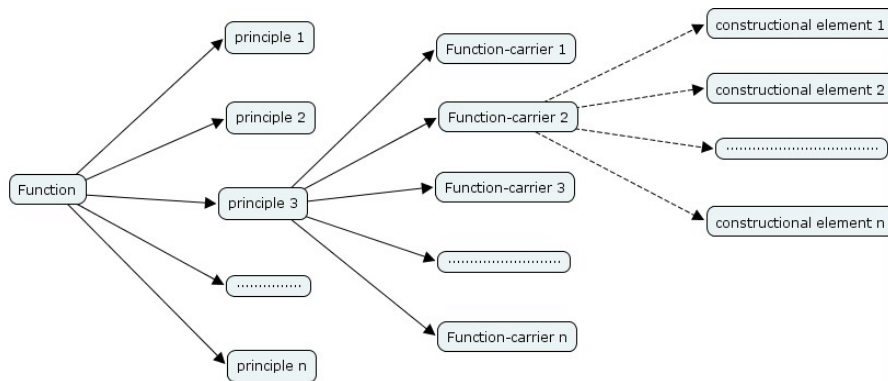 Function
principle 1
principle 2
principle 3
...............
principle n
Function-carrier 1
Function-carrier 2
Function-carrier 3
...........................
Function-carrier n
constructional element 1
constructional element 2
....................................
constructional element n